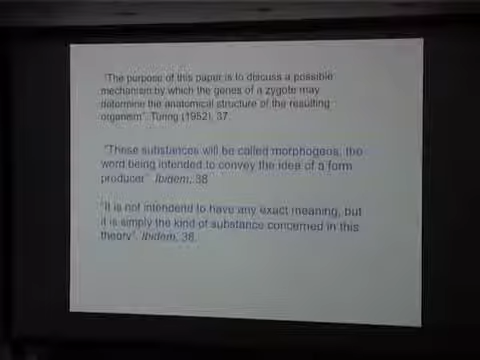 "The purpose of this paper is to discuss a possible
mechanism by which the genes of a zygote may
determine the anatomical structure of the resulting
organism". Turing (1952), 37.
"These substances will be called morphogens, the
word being intended to convey the idea of a form
producer" Ibidem, 38
"It is not intendend to have any exact meaning, but
it is simply the kind of substance concerned in this
theory". Ibidem, 38.